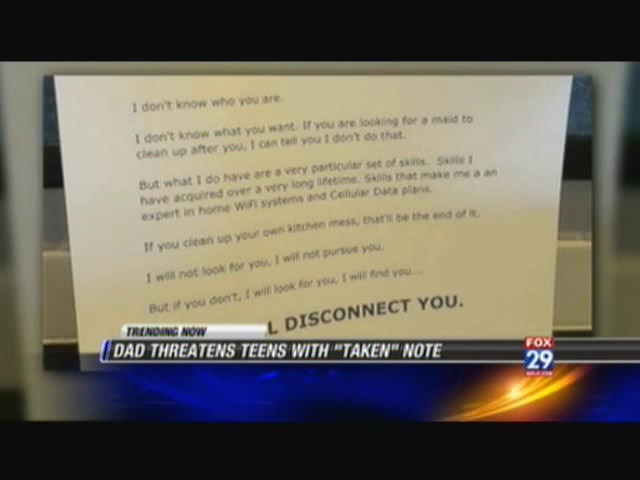 I don't know who you are.
I don't know what you want. If you are looking for a maid to
clean up after you, I can tell you I don't do that.
But what I do have are a very particular set of skills. Skills I
have acquired over a very long lifetime. Skills that make me a an
expert in home WiFi systems and Cellular Data plans.
If you clean up your own kitchen mess, that'll be the end of it.
I will not look for you, I will not pursue you.
But if you don't, I will look for you, I will find you...
L DISCONNECT YOU.
TRENDING NOW
DAD THREATENS TEENS WITH "TAKEN" NOTE
FOX
29